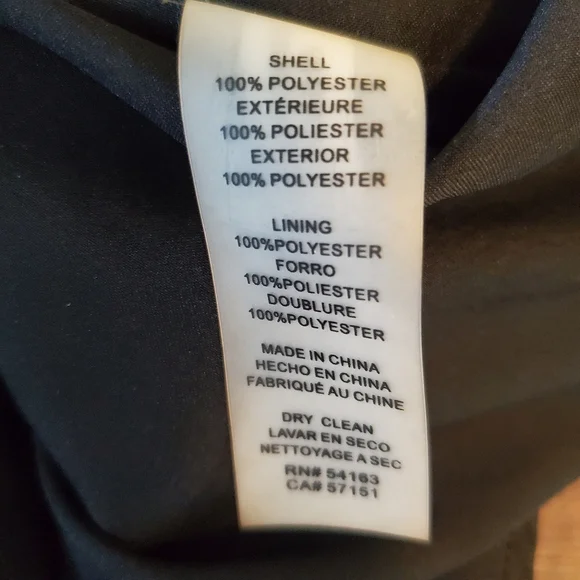 SHELL
100% POLYESTER
EXTÉRIEURE
100% POLIESTER
EXTERIOR
100% POLYESTER
LINING
100%POLYESTER
FORRO
100%POLIESTER
DOUBLURE
100%POLYESTER
MADE IN CHINA
HECHO EN CHINA
FABRIQUÉ AU CHINE
DRY CLEAN
LAVAR EN SECO
NETTOYAGE A SEC
RN# 54163
CA# 57151